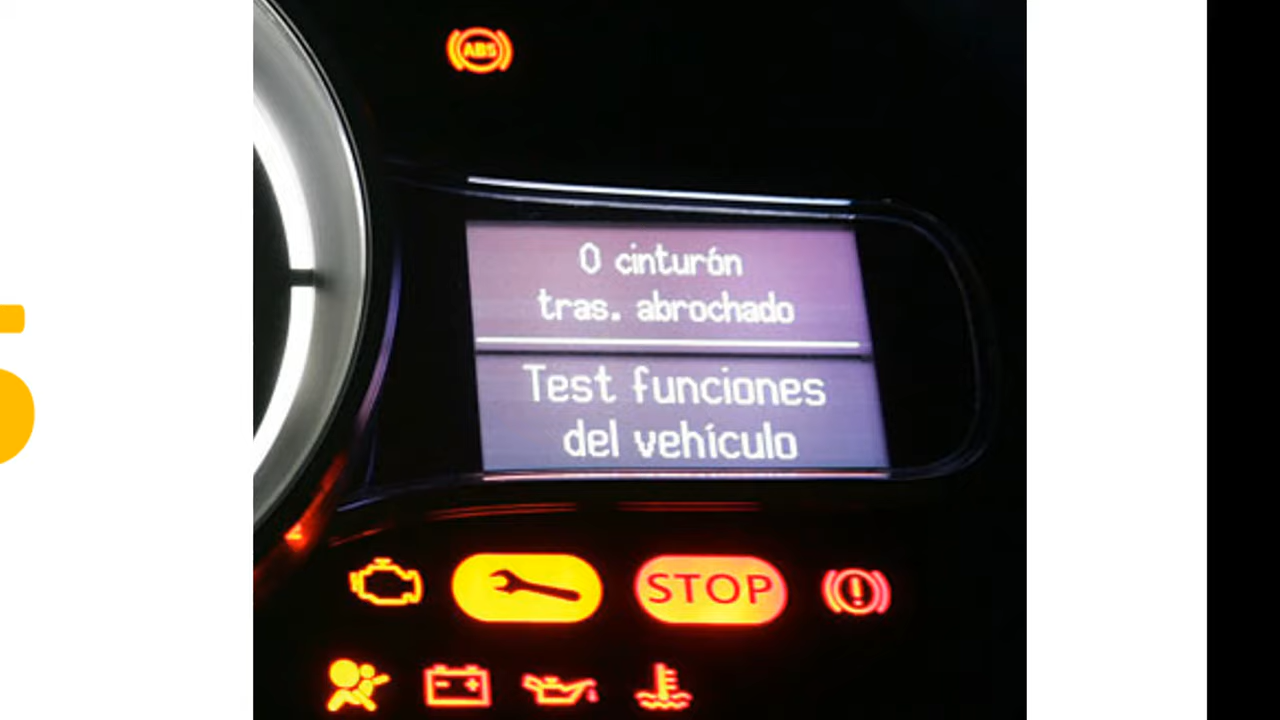 ABS
0 cinturón
tras. abrochado
Test funciones
del vehículo
STOP